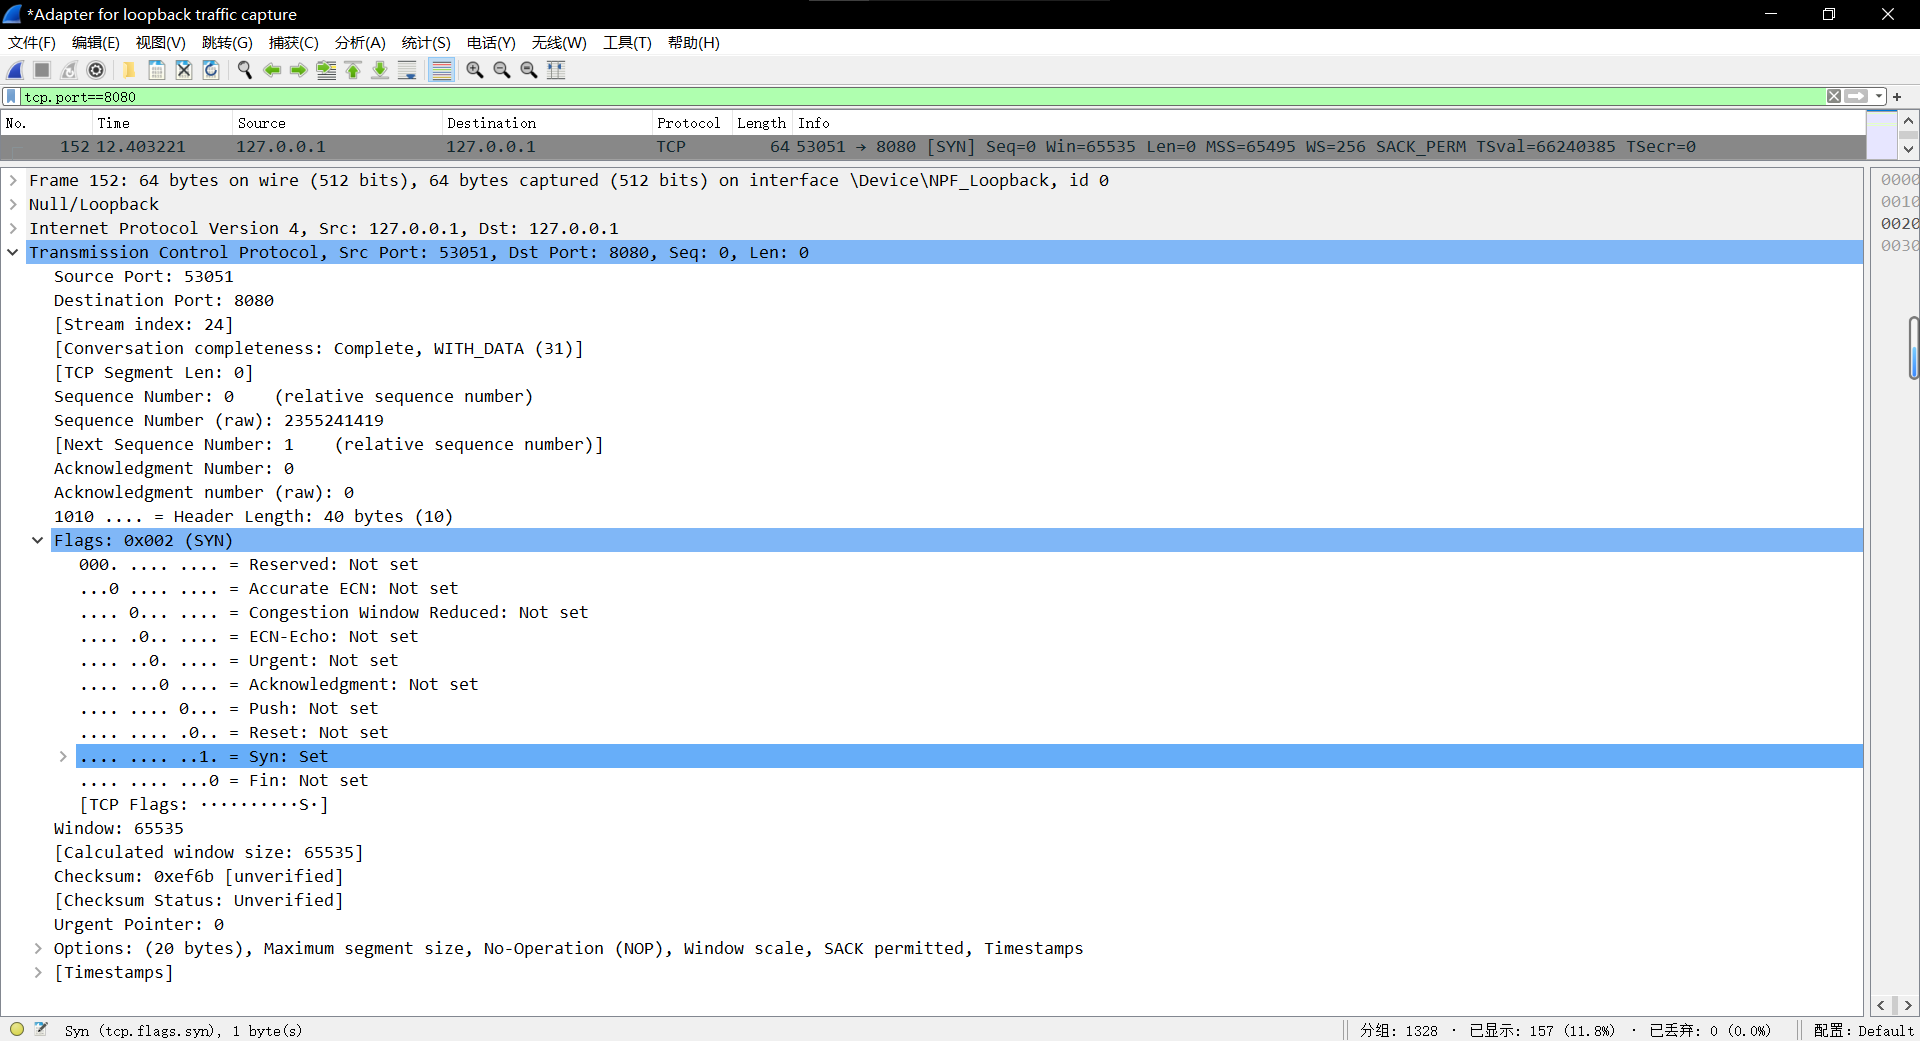 *Adapter for loopback traffic capture
文件(F) 编辑(E) 视图(V) 跳转(G) 捕获(C) 分析(A) 统计(S) 电话(Y) 无线(W) 工具(T) 帮助(H)
tcp.port==8080
No. Time Source Destination Protocol Length Info
152 12.403221 127.0.0.1 127.0.0.1 TCP 64 53051 → 8080 [SYN] Seq=0 Win=65535 Len=0 MSS=65495 WS=256 SACK_PERM TSval=66240385 TSecr=0
Frame 152: 64 bytes on wire (512 bits), 64 bytes captured (512 bits) on interface \Device\NPF_Loopback, id 0
Null/Loopback
Internet Protocol Version 4, Src: 127.0.0.1, Dst: 127.0.0.1
Transmission Control Protocol, Src Port: 53051, Dst Port: 8080, Seq: 0, Len: 0
Source Port: 53051
Destination Port: 8080
[Stream index: 24]
[Conversation completeness: Complete, WITH_DATA (31)]
[TCP Segment Len: 0]
Sequence Number: 0    (relative sequence number)
Sequence Number (raw): 2355241419
[Next Sequence Number: 1    (relative sequence number)]
Acknowledgment Number: 0
Acknowledgment number (raw): 0
1010 .... = Header Length: 40 bytes (10)
Flags: 0x002 (SYN)
000. .... .... = Reserved: Not set
...0 .... .... = Accurate ECN: Not set
.... 0... .... = Congestion Window Reduced: Not set
.... .0.. .... = ECN-Echo: Not set
.... ..0. .... = Urgent: Not set
.... ...0 .... = Acknowledgment: Not set
.... .... 0... = Push: Not set
.... .... .0.. = Reset: Not set
.... .... ..1. = Syn: Set
.... .... ...0 = Fin: Not set
[TCP Flags: ··········S·]
Window: 65535
[Calculated window size: 65535]
Checksum: 0xef6b [unverified]
[Checksum Status: Unverified]
Urgent Pointer: 0
Options: (20 bytes), Maximum segment size, No-Operation (NOP), Window scale, SACK permitted, Timestamps
[Timestamps]
0000
0010
0020
0030
Syn (tcp.flags.syn), 1 byte(s)
分组: 1328 · 已显示: 157 (11.8%) · 已丢弃: 0 (0.0%)
配置: Default